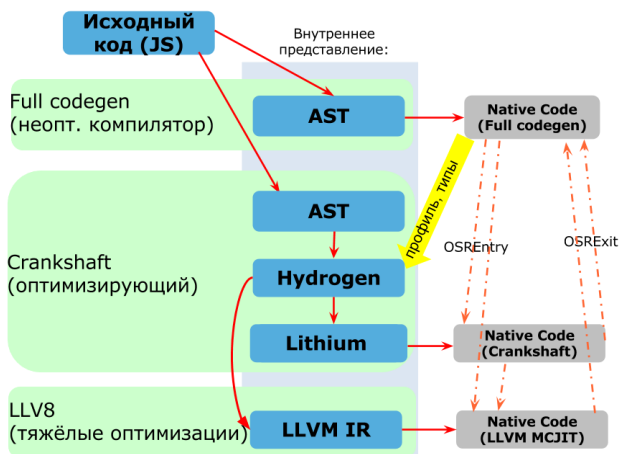 Исходный
код (JS)
Внутреннее
представление:
Full codegen
(неопт. компилятор)
AST
Native Code
(Full codegen)
профиль, типы
AST
OSREntry
OSRExit
Crankshaft
(оптимизирующий)
Hydrogen
Lithium
Native Code
(Crankshaft)
LLV8
(тяжёлые оптимизации)
LLVM IR
Native Code
(LLVM MCJIT)